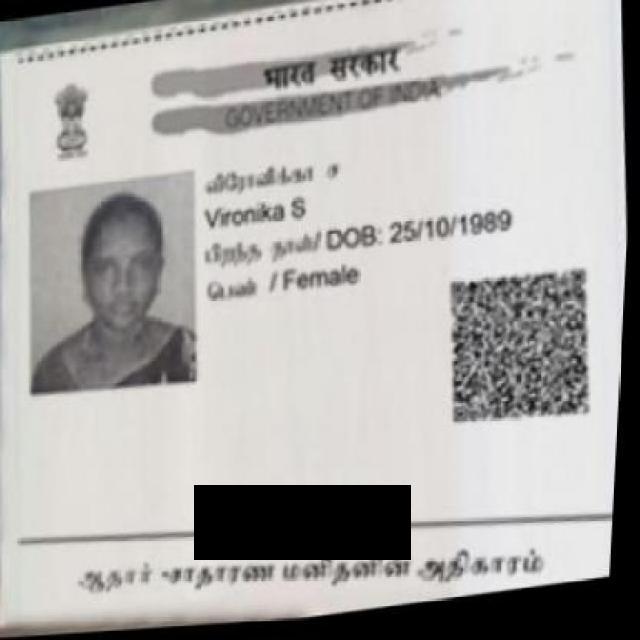 भारत सरकार
GOVERNMENT OF INDIA
விரோனிக்கா ச
Vironika S
பிறந்த நாள்/ DOB: 25/10/1989
பெண் / Female
ஆதார் சாதாரண மனிதனின் அதிகாரம்